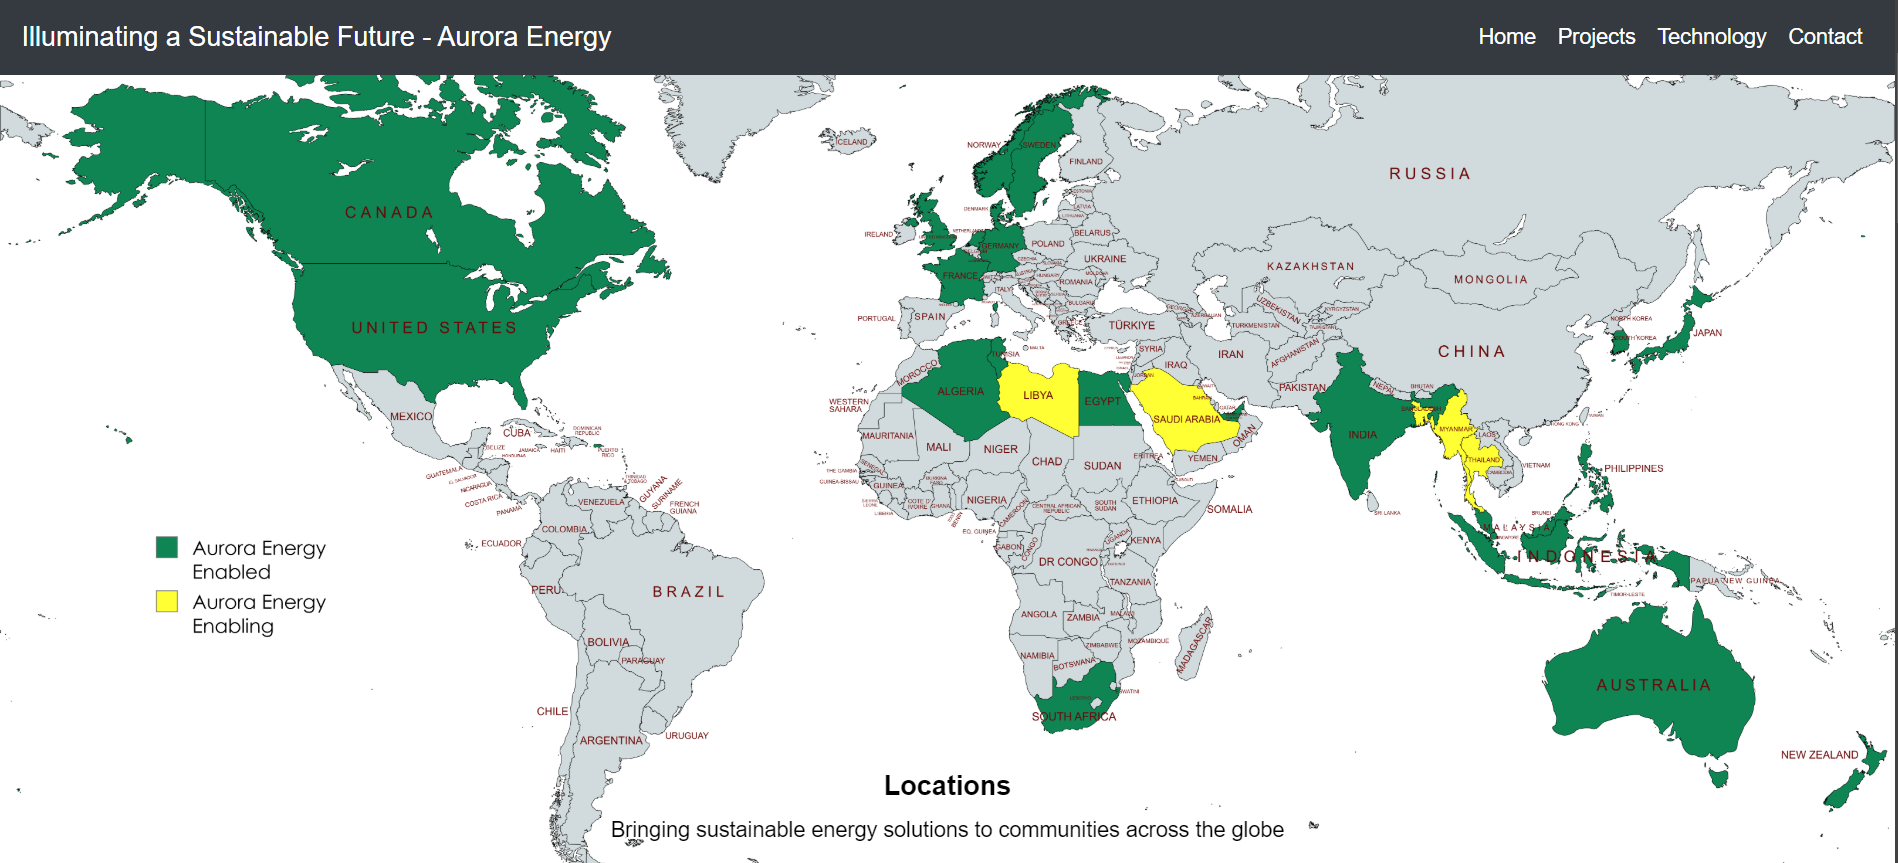 Illuminating a Sustainable Future - Aurora Energy
Home Projects Technology Contact
ICELAND
NORWAY
SWEDEN
FINLAND
RUSSIA
CANADA
ESTONIA
LATVIA
LITHUANIA
DENMARK
IRELAND
BELARUS
GERMANY
POLAND
UKRAINE
KAZAKHSTAN
MONGOLIA
FRANCE
ROMANIA
ITALY
PORTUGAL
SPAIN
UNITED STATES
TÜRKIYE
UZBEKISTAN
KYRGYZSTAN
TURKMENISTAN
AZERBAIJAN
NORTH KOREA
SOUTH KOREA
JAPAN
CHINA
MALTA
TUNISIA
SYRIA
IRAQ
IRAN
AFGHANISTAN
MOROCCO
ALGERIA
LIBYA
EGYPT
JORDAN
PAKISTAN
NEPAL
BHUTAN
WESTERN
SAHARA
SAUDI ARABIA
QATAR
OMAN
BANGLADESH
INDIA
MYANMAR
LAOS
HONG KONG
TAIWAN
MEXICO
CUBA
DOMINICAN
REPUBLIC
BELIZE
JAMAICA
HAITI
PUERTO
RICO
HONDURAS
GUATEMALA
EL SALVADOR
NICARAGUA
COSTA RICA
PANAMA
MAURITANIA
MALI
NIGER
CHAD
SUDAN
ERITREA
YEMEN
THAILAND
VIETNAM
CAMBODIA
PHILIPPINES
THE GAMBIA
SENEGAL
GUINEA-BISSAU
GUINEA
BURKINA
FASO
SIERRA
LEONE
LIBERIA
COTE D'
IVOIRE
GHANA
BENIN
NIGERIA
CAMEROON
CENTRAL AFRICAN
REPUBLIC
SOUTH
SUDAN
ETHIOPIA
DJIBOUTI
SOMALIA
SRI LANKA
TRINIDAD
& TOBAGO
VENEZUELA
GUYANA
SURINAME
FRENCH
GUIANA
COLOMBIA
ECUADOR
EQ. GUINEA
GABON
CONGO
DR CONGO
UGANDA
KENYA
BRUNEI
MALAYSIA
SINGAPORE
INDONESIA
PAPUA NEW GUINEA
TIMOR-LESTE
Aurora Energy
Enabled
Aurora Energy
Enabling
PERU
BRAZIL
TANZANIA
ANGOLA
ZAMBIA
MALAWI
MOZAMBIQUE
ZIMBABWE
MADAGASCAR
BOLIVIA
PARAGUAY
NAMIBIA
BOTSWANA
ESWATINI
LESOTHO
SOUTH AFRICA
AUSTRALIA
CHILE
ARGENTINA
URUGUAY
NEW ZEALAND
Locations
Bringing sustainable energy solutions to communities across the globe